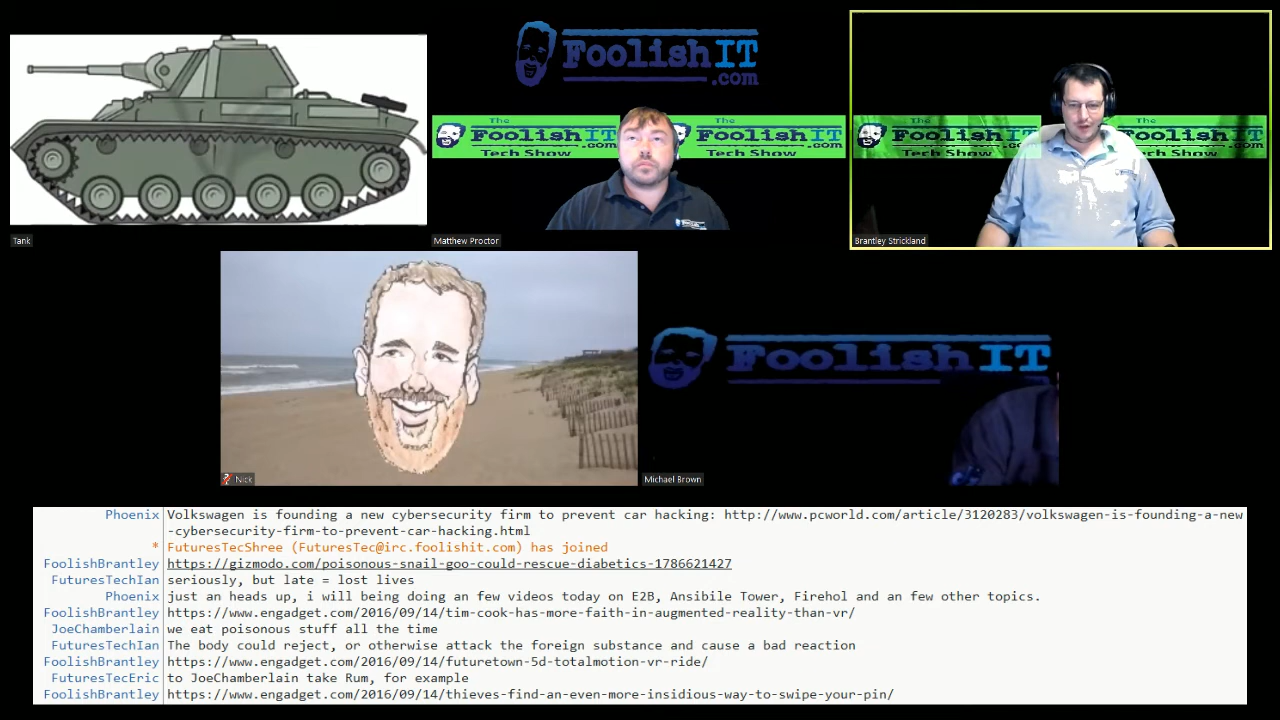 FoolishIT
.com
The
FoolishIT
.com
Tech Show
The
FoolishIT
.com
Tech Show
The
FoolishIT
.com
Tech Show
The
FoolishIT
.com
Tech Show
Tank
Matthew Proctor
Brantley Strickland
FoolishIT
Nick
Michael Brown
Phoenix Volkswagen is founding a new cybersecurity firm to prevent car hacking: http://www.pcworld.com/article/3120283/volkswagen-is-founding-a-new
-cybersecurity-firm-to-prevent-car-hacking.html
* FuturesTecShree (FuturesTec@irc.foolishit.com) has joined
FoolishBrantley https://gizmodo.com/poisonous-snail-goo-could-rescue-diabetics-1786621427
FuturesTechIan seriously, but late = lost lives
Phoenix just an heads up, i will being doing an few videos today on E2B, Ansibile Tower, Firehol and an few other topics.
FoolishBrantley https://www.engadget.com/2016/09/14/tim-cook-has-more-faith-in-augmented-reality-than-vr/
JoeChamberlain we eat poisonous stuff all the time
FuturesTechIan The body could reject, or otherwise attack the foreign substance and cause a bad reaction
FoolishBrantley https://www.engadget.com/2016/09/14/futuretown-5d-totalmotion-vr-ride/
FuturesTecEric to JoeChamberlain take Rum, for example
FoolishBrantley https://www.engadget.com/2016/09/14/thieves-find-an-even-more-insidious-way-to-swipe-your-pin/